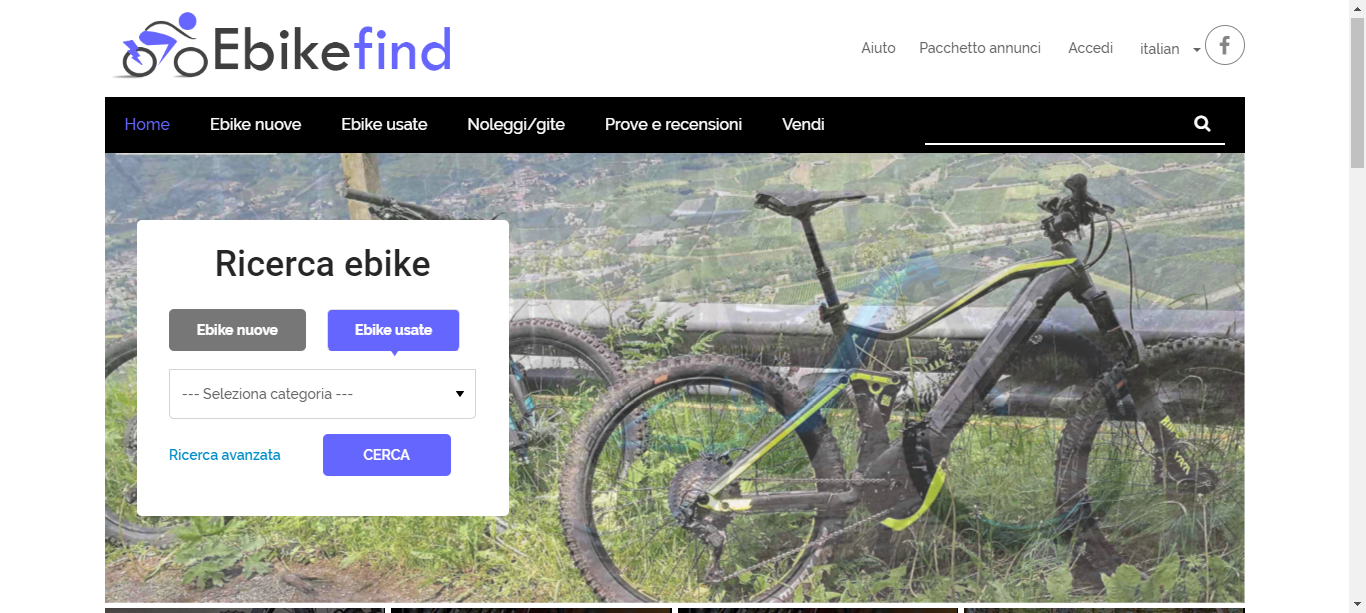 Ebikefind
Aiuto Pacchetto annunci Accedi italian
Home Ebike nuove Ebike usate Noleggi/gite Prove e recensioni Vendi
Ricerca ebike
Ebike nuove Ebike usate
--- Seleziona categoria ---
Ricerca avanzata CERCA